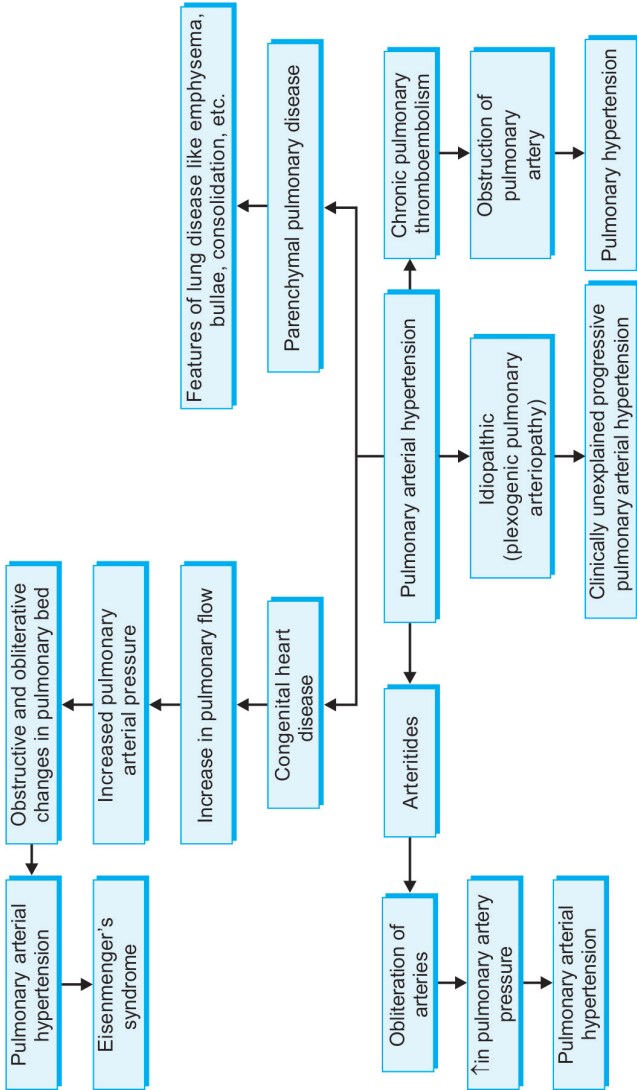 Pulmonary arterial
hypertension
Eisenmenger's
syndrome
Obstructive and obliterative
changes in pulmonary bed
Increased pulmonary
arterial pressure
Increase in pulmonary flow
Congenital heart
disease
Features of lung disease like emphysema,
bullae, consolidation, etc.
Parenchymal pulmonary disease
Obliteration of
arteries
↑in pulmonary artery
pressure
Pulmonary arterial
hypertension
Arteritides
Pulmonary arterial hypertension
Idiopalthic
(plexogenic pulmonary
arteriopathy)
Clinically unexplained progressive
pulmonary arterial hypertension
Chronic pulmonary
thromboembolism
Obstruction of
pulmonary
artery
Pulmonary hypertension